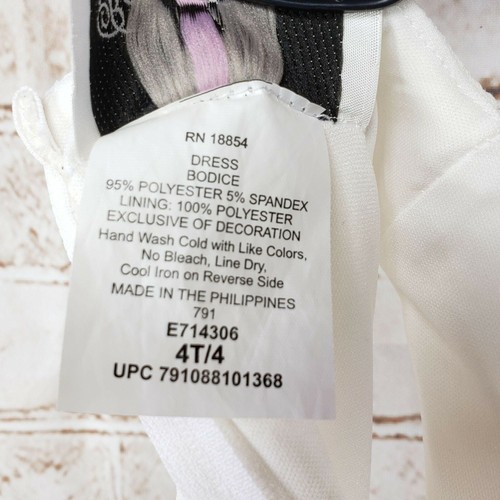 RN 18854
DRESS
BODICE
95% POLYESTER 5% SPANDEX
LINING: 100% POLYESTER
EXCLUSIVE OF DECORATION
Hand Wash Cold with Like Colors,
No Bleach, Line Dry,
Cool Iron on Reverse Side
MADE IN THE PHILIPPINES
791
E714306
4T/4
UPC 791088101368